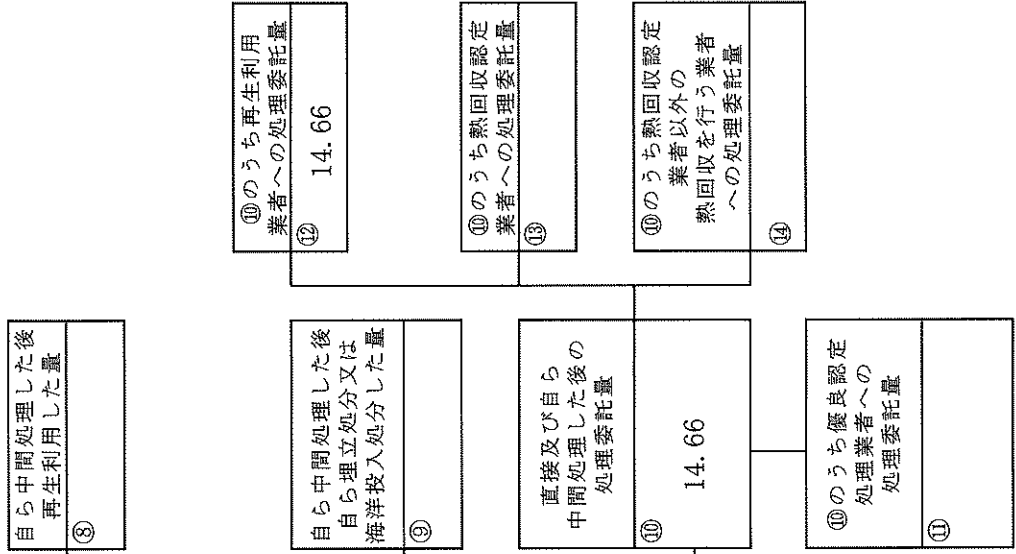 自ら中間処理した後
再生利用した量
⑧
自ら中間処理した後
自ら埋立処分又は
海洋投入処分した量
⑨
直接及び自ら
中間処理した後の
処理委託量
⑩
14.66
⑩のうち優良認定
処理業者への
処理委託量
⑪
⑩のうち再生利用
業者への処理委託量
⑫
14.66
⑩のうち熱回収認定
業者への処理委託量
⑬
⑩のうち熱回収認定
業者以外の
熱回収を行う業者
への処理委託量
⑭